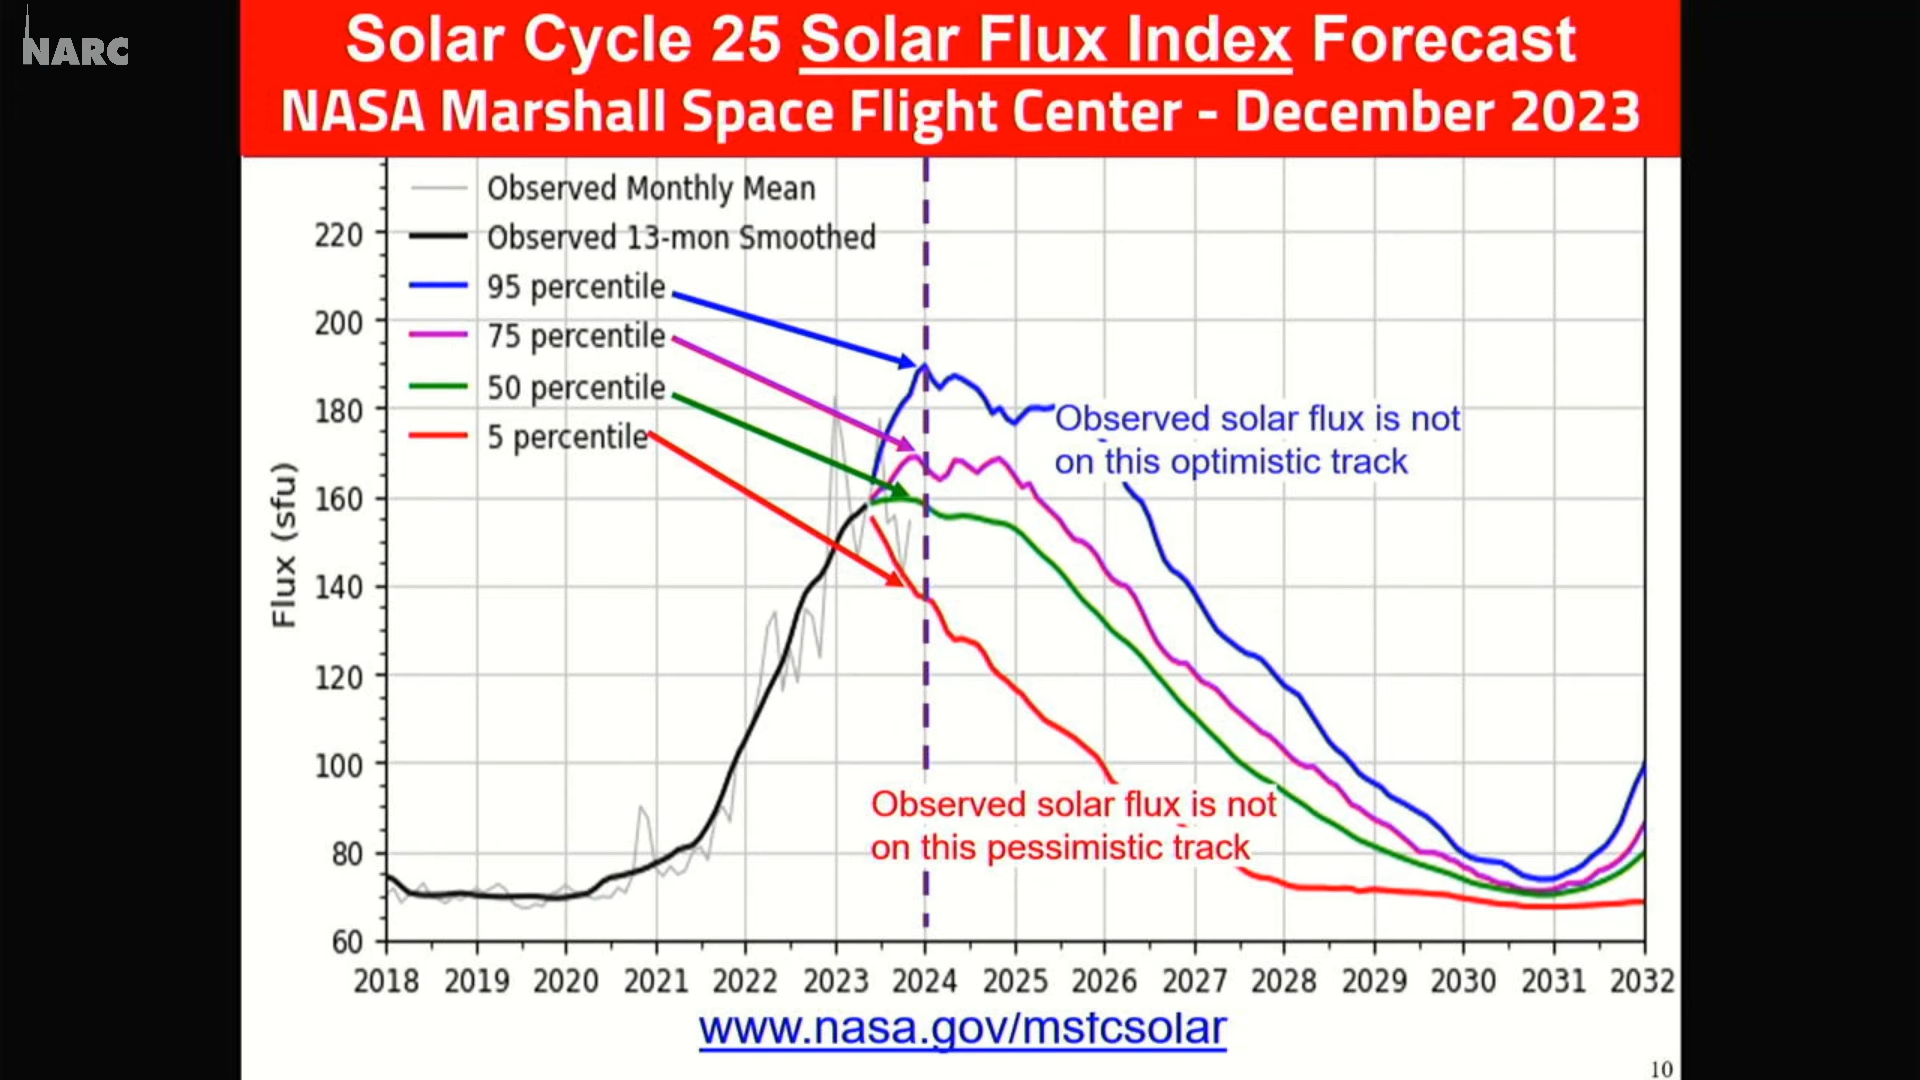 NARC
Solar Cycle 25 Solar Flux Index Forecast
NASA Marshall Space Flight Center - December 2023
Observed Monthly Mean
Observed 13-mon Smoothed
95 percentile
75 percentile
50 percentile
5 percentile
Flux (sfu)
220
200
180
160
140
120
100
80
60
Observed solar flux is not
on this optimistic track
Observed solar flux is not
on this pessimistic track
2018 2019 2020 2021 2022 2023 2024 2025 2026 2027 2028 2029 2030 2031 2032
www.nasa.gov/msfcsolar
10